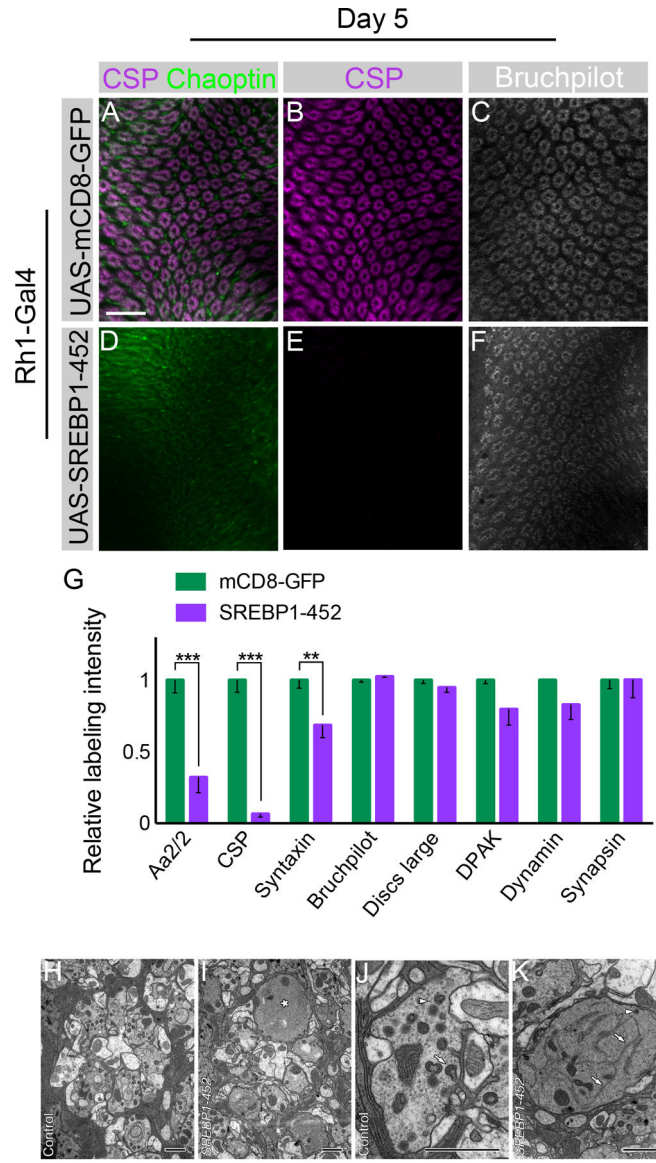 Day 5
CSP Chaoptin
CSP
Bruchpilot
Rh1-Gal4
UAS-mCD8-GFP
A
B
C
UAS-SREBP1-452
D
E
F
G
mCD8-GFP
SREBP1-452
Relative labeling intensity
1
0.5
0
***
***
**
Aa2/2
CSP
Syntaxin
Bruchpilot
Discs large
DPAK
Dynamin
Synapsin
H
I
J
K
Control
SREBP1-452
Control
SREBP1-452